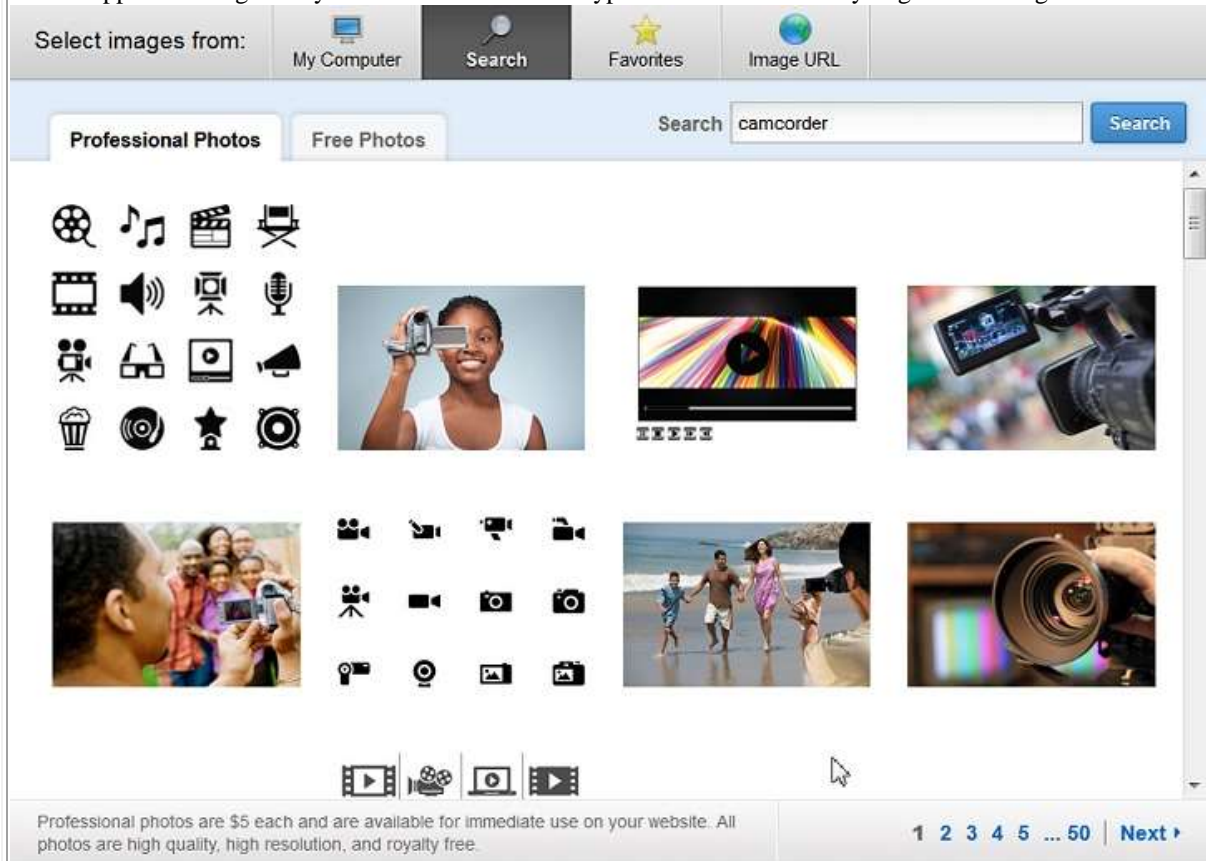 Select images from:
My Computer
Search
Favorites
Image URL
Professional Photos
Free Photos
Search
camcorder
Search
Professional photos are $5 each and are available for immediate use on your website. All
photos are high quality, high resolution, and royalty free.
1 2 3 4 5 ... 50 | Next